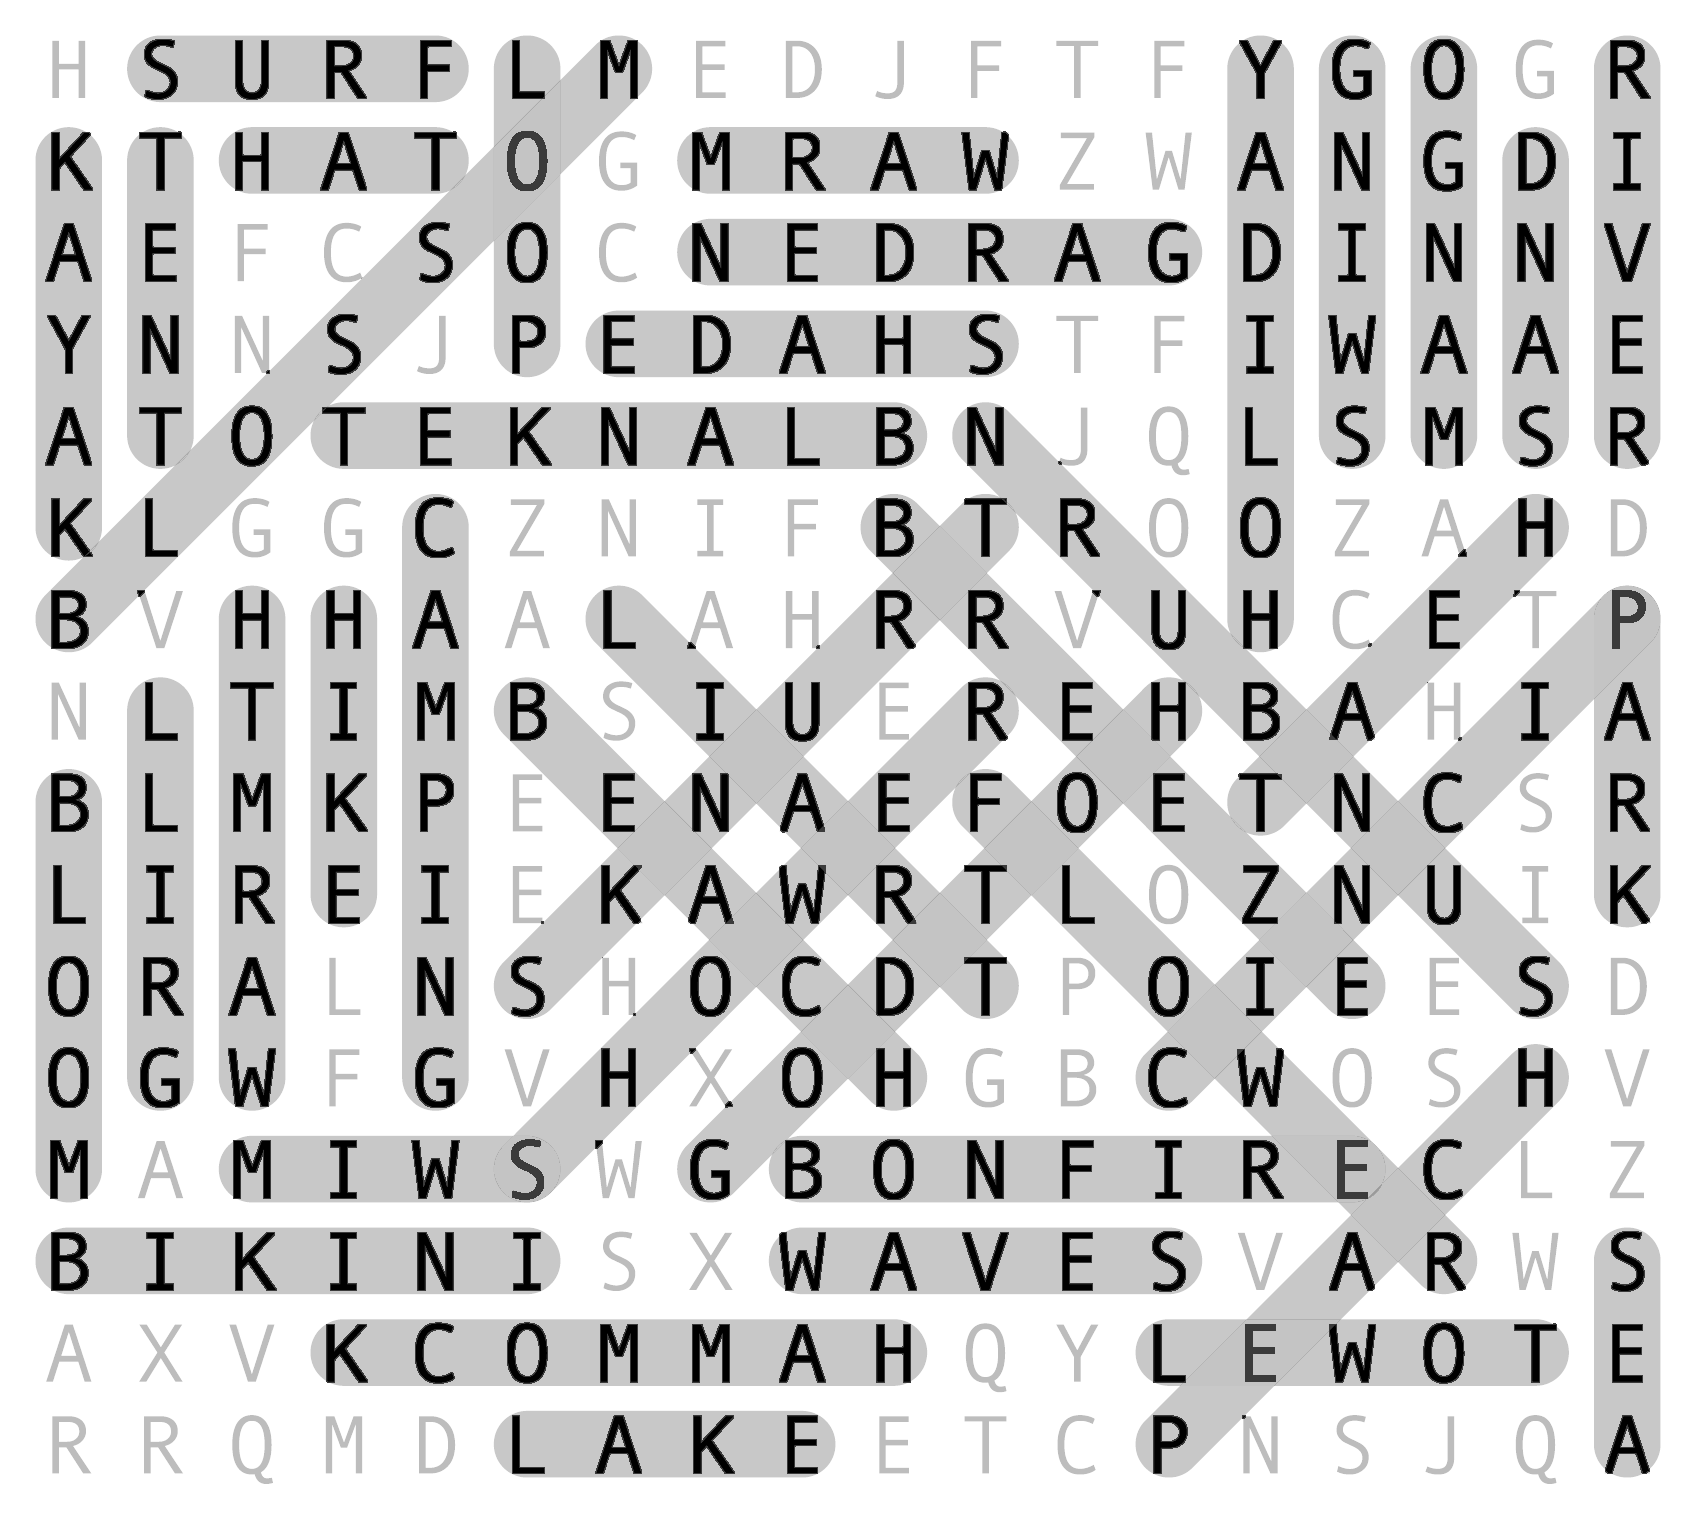 H S U R F L M E D J F T F Y G O G R
K T H A T O G M R A W Z W A N G D I
A E F C S O C N E D R A G D I N N V
Y N N S J P E D A H S T F I W A A E
A T O T E K N A L B N J Q L S M S R
K L G G C Z N I F B T R O O Z A H D
B V H H A A L A H R R V U H C E T P
N L T I M B S I U E R E H B A H I A
B L M K P E E N A E F O E T N C S R
L I R E I E K A W R T L O Z N U I K
O R A L N S H O C D T P O I E E S D
O G W F G V H X O H G B C W O S H V
M A M I W S W G B O N F I R E C L Z
B I K I N I S X W A V E S V A R W S
A X V K C O M M A H Q Y L E W O T E
R R Q M D L A K E E T C P N S J Q A